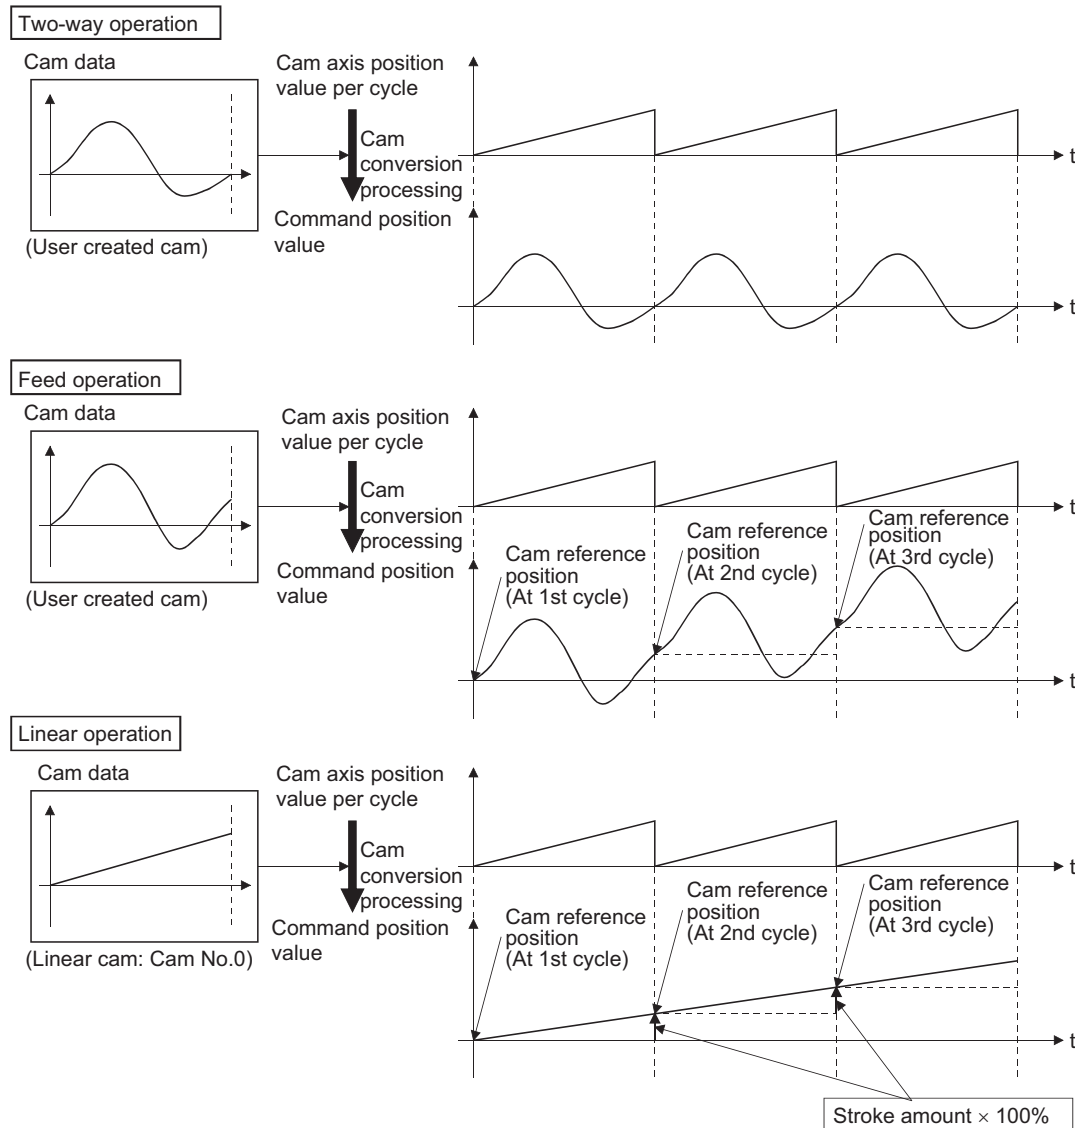 Two-way operation
Cam data
(User created cam)
Cam axis position
value per cycle
Cam
conversion
processing
Command position
value
t
t
Feed operation
Cam data
(User created cam)
Cam axis position
value per cycle
Cam
conversion
processing
Command position
value
t
Cam reference
position
(At 1st cycle)
Cam reference
position
(At 2nd cycle)
Cam reference
position
(At 3rd cycle)
t
Linear operation
Cam data
(Linear cam: Cam No.0)
Cam axis position
value per cycle
Cam
conversion
processing
Command position
value
t
Cam reference
position
(At 1st cycle)
Cam reference
position
(At 2nd cycle)
Cam reference
position
(At 3rd cycle)
t
Stroke amount × 100%